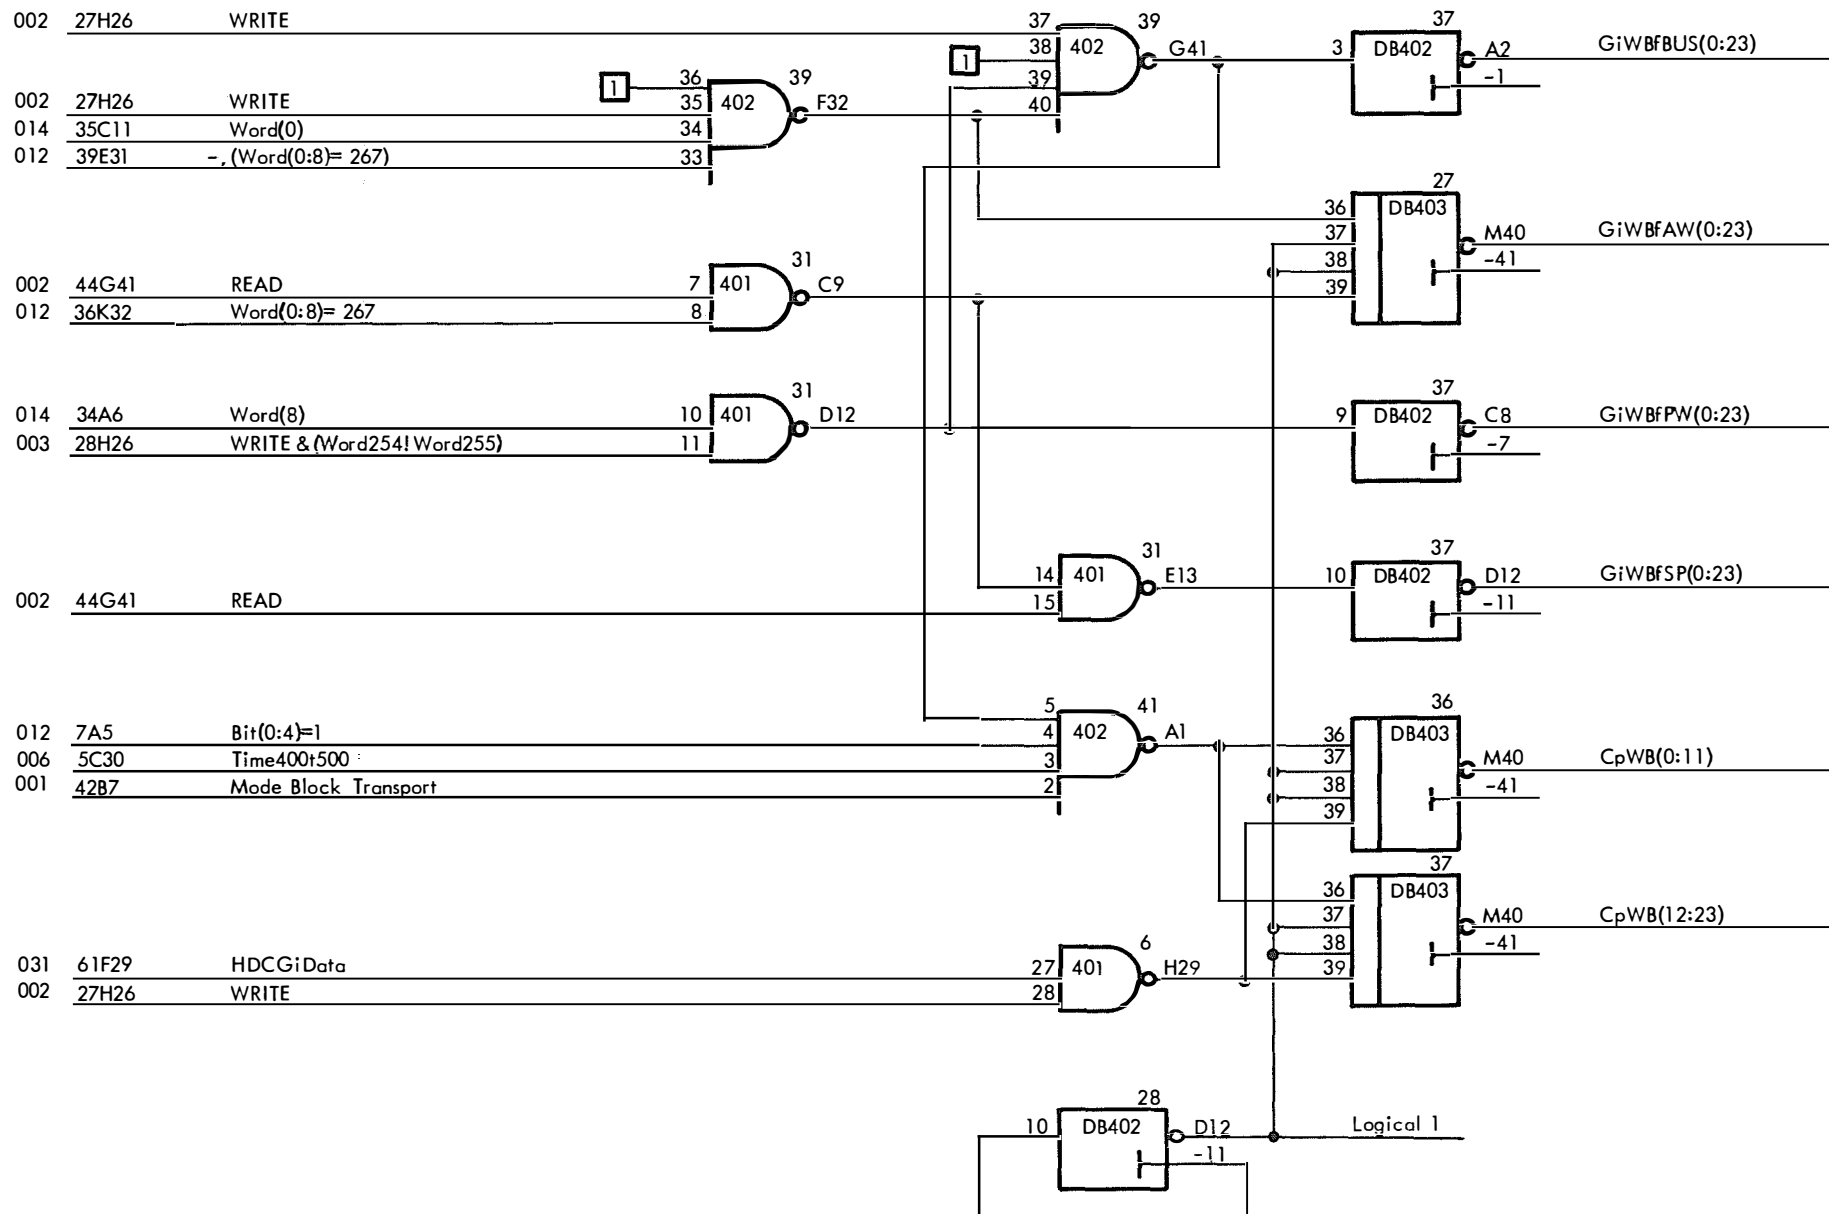 002 27H26 WRITE 37 39 37
38 402 G41 3 DB402 A2 GiWBfBUS(0:23)
1 39 -1
1 36 39 40
002 27H26 WRITE 35 402 F32
014 35C11 Word(0) 34
012 39E31 -,(Word(0:8)= 267) 33
27
36 DB403
37 M40 GiWBfAW(0:23)
38 -41
31
002 44G41 READ 7 401 C9 39
012 36K32 Word(0:8)= 267 8
31 37
014 34A6 Word(8) 10 401 D12 9 DB402 C8 GiWBfPW(0:23)
003 28H26 WRITE &(Word254! Word255) 11 -7
31 37
14 401 E13 10 DB402 D12 GiWBfSP(0:23)
002 44G41 READ 15 -11
5 41 36
012 7A5 Bit(0:4)=1 4 402 A1 36 DB403
006 5C30 Time400t500 3 37 M40 CpWB(0:11)
001 42B7 Mode Block Transport 2 38 -41
39
37
36 DB403
37 M40 CpWB(12:23)
6 38 -41
031 61F29 HDCGiData 27 401 H29 39
002 27H26 WRITE 28
28
10 DB402 D12 Logical 1
-11